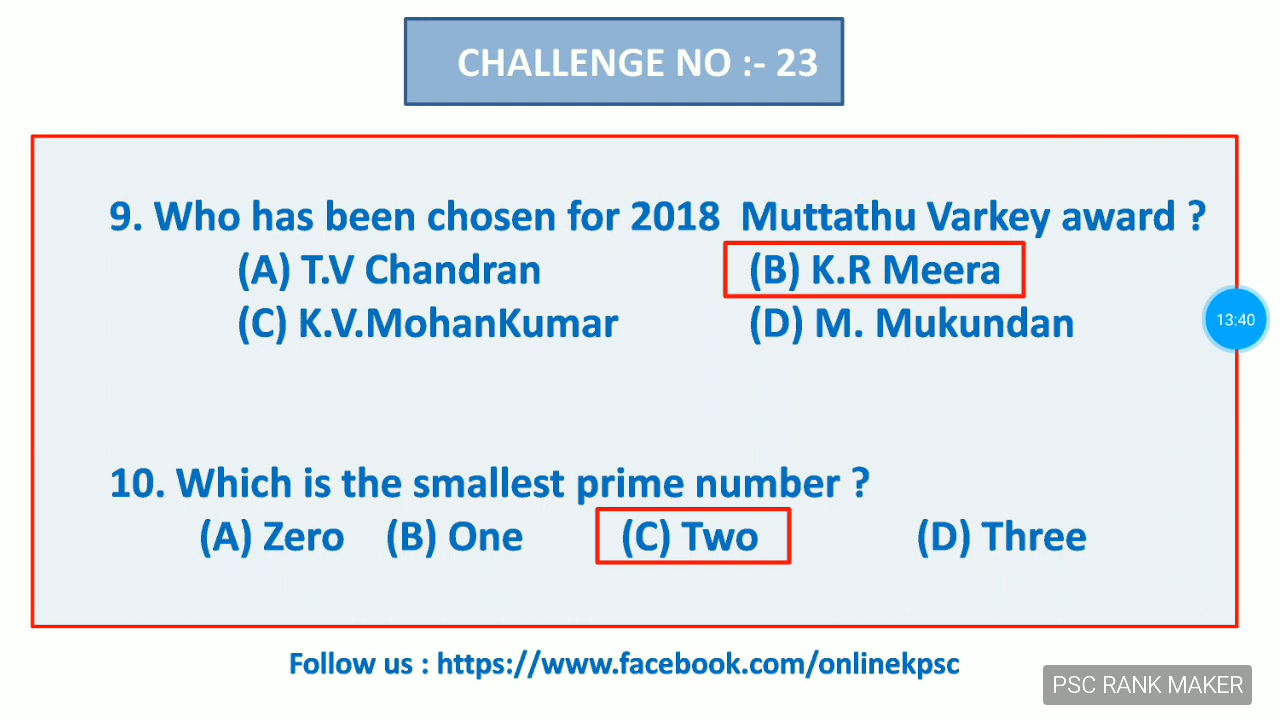 CHALLENGE NO :- 23
9. Who has been chosen for 2018 Muttathu Varkey award ?
(A) T.V Chandran (B) K.R Meera
(C) K.V.MohanKumar (D) M. Mukundan
13:40
10. Which is the smallest prime number ?
(A) Zero (B) One (C) Two (D) Three
Follow us : https://www.facebook.com/onlinekpsc
PSC RANK MAKER